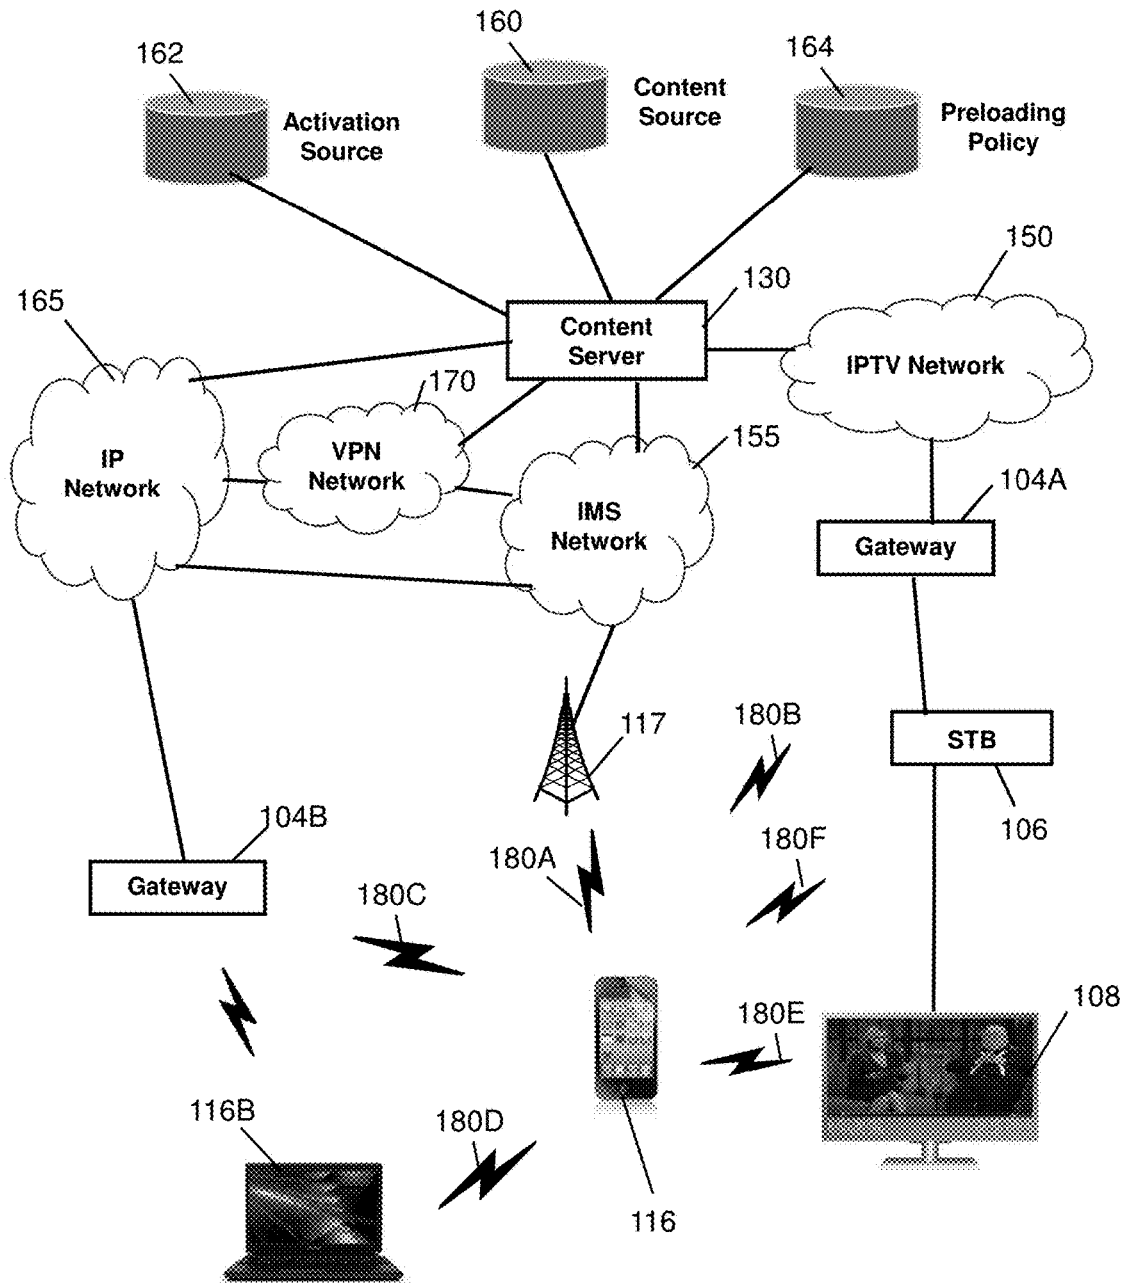 160
162
164
Content
Source
Activation
Source
Preloading
Policy
150
130
165
Content
Server
IPTV Network
170
155
VPN
Network
IP
Network
104A
IMS
Network
Gateway
180B
117
STB
104B
106
180F
180A
Gateway
180C
108
180E
116B
180D
116